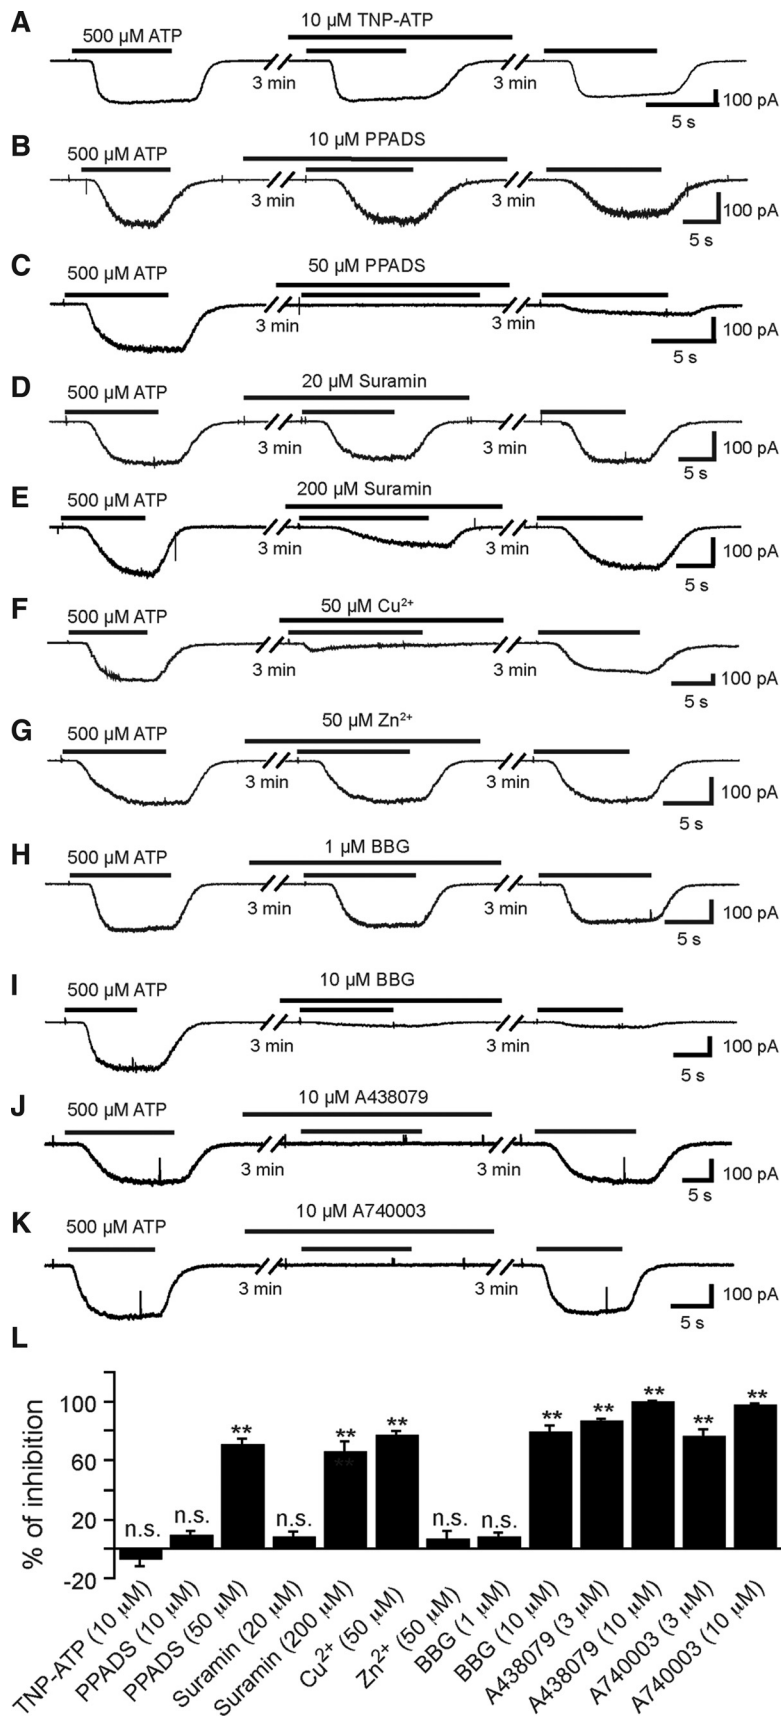 A
500 µM ATP
10 µM TNP-ATP
3 min
3 min
100 pA
5 s
B
500 µM ATP
10 µM PPADS
3 min
3 min
100 pA
5 s
C
500 µM ATP
50 µM PPADS
3 min
3 min
100 pA
5 s
D
500 µM ATP
20 µM Suramin
3 min
3 min
100 pA
5 s
E
500 µM ATP
200 µM Suramin
3 min
3 min
100 pA
5 s
F
500 µM ATP
50 µM Cu²⁺
3 min
3 min
100 pA
5 s
G
500 µM ATP
50 µM Zn²⁺
3 min
3 min
100 pA
5 s
H
500 µM ATP
1 µM BBG
3 min
3 min
100 pA
5 s
I
500 µM ATP
10 µM BBG
3 min
3 min
100 pA
5 s
J
500 µM ATP
10 µM A438079
3 min
3 min
100 pA
5 s
K
500 µM ATP
10 µM A740003
3 min
3 min
100 pA
5 s
L
% of inhibition
100
60
20
-20
n.s.
n.s.
**
n.s.
**
**
**
n.s.
n.s.
**
**
**
**
**
TNP-ATP (10 µM)
PPADS (10 µM)
PPADS (50 µM)
Suramin (20 µM)
Suramin (200 µM)
Cu²⁺ (50 µM)
Zn²⁺ (50 µM)
BBG (1 µM)
BBG (10 µM)
A438079 (3 µM)
A438079 (10 µM)
A740003 (3 µM)
A740003 (10 µM)